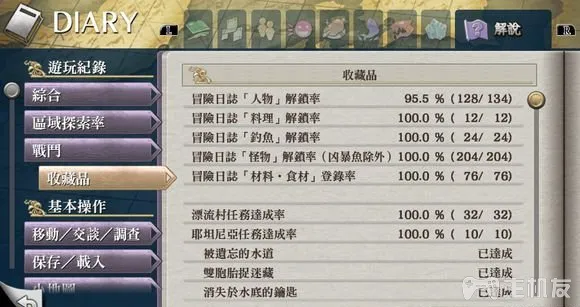 DIARY
L
R
解說
遊玩紀錄
綜合
區域探索率
戰鬥
收藏品
基本操作
移動／交談／調查
保存／載入
小地圖
收藏品
冒險日誌「人物」解鎖率 95.5 % (128/ 134)
冒險日誌「料理」解鎖率 100.0 % ( 12/ 12)
冒險日誌「釣魚」解鎖率 100.0 % ( 24/ 24)
冒險日誌「怪物」解鎖率(凶暴魚除外) 100.0 % (204/ 204)
冒險日誌「材料・食材」登錄率 100.0 % ( 76/ 76)
漂流村任務達成率 100.0 % ( 32/ 32)
耶坦尼亞任務達成率 100.0 % ( 10/ 10)
被遺忘的水道 已達成
雙胞胎捉迷藏 已達成
消失於水底的鑰匙 已達成